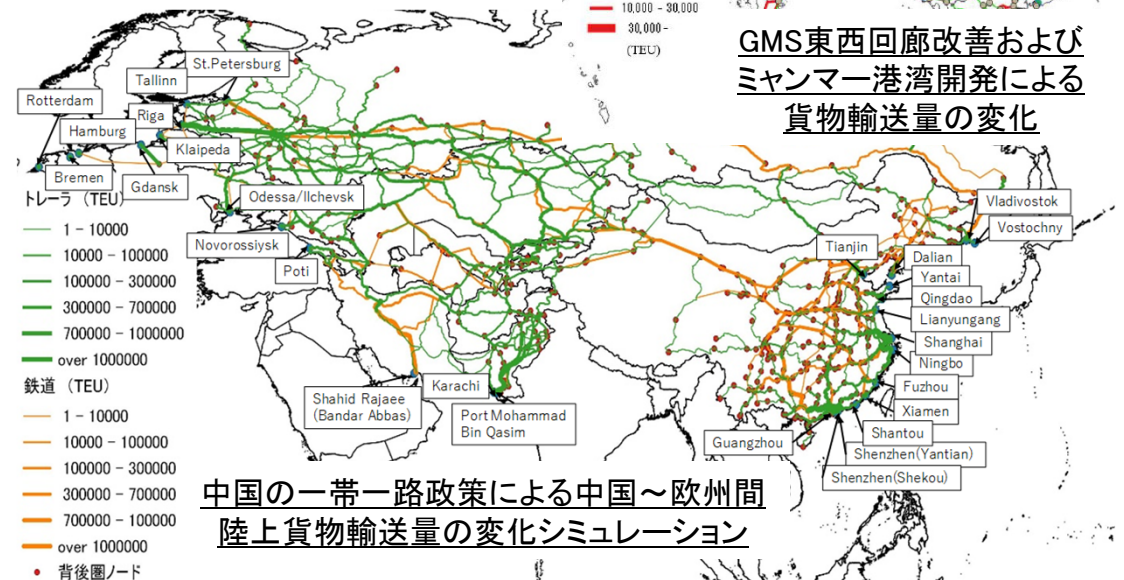 10,000 - 30,000
30,000 -
(TEU)
GMS東西回廊改善および
ミャンマー港湾開発による
貨物輸送量の変化
St.Petersburg
Tallinn
Rotterdam
Riga
Hamburg
Klaipeda
Bremen
Gdansk
Odessa/Ilchevsk
Novorossiysk
Poti
Vladivostok
Vostochny
Tianjin
Dalian
Yantai
Qingdao
Lianyungang
Shanghai
Ningbo
Fuzhou
Xiamen
Shantou
Guangzhou
Shenzhen(Yantian)
Shenzhen(Shekou)
Karachi
Shahid Rajaee
(Bandar Abbas)
Port Mohammad
Bin Qasim
トレーラ (TEU)
1 - 10000
10000 - 100000
100000 - 300000
300000 - 700000
700000 - 1000000
over 1000000
鉄道 (TEU)
1 - 10000
10000 - 100000
100000 - 300000
300000 - 700000
700000 - 100000
over 1000000
背後圏ノード
中国の一帯一路政策による中国～欧州間
陸上貨物輸送量の変化シミュレーション